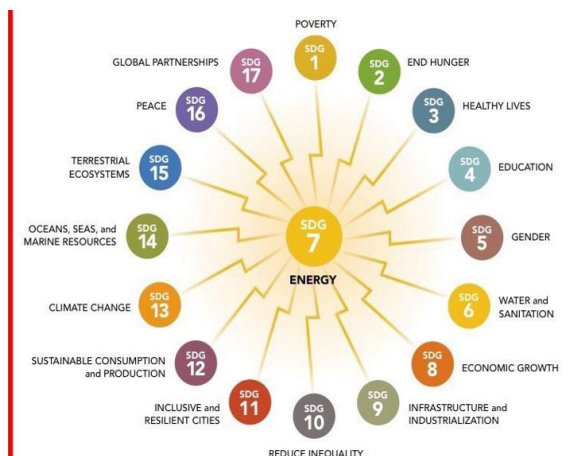 POVERTY
SDG
1
SDG
2
END HUNGER
SDG
3
HEALTHY LIVES
SDG
4
EDUCATION
SDG
5
GENDER
SDG
6
WATER and
SANITATION
SDG
8
ECONOMIC GROWTH
SDG
9
INFRASTRUCTURE and
INDUSTRIALIZATION
SDG
10
REDUCE INEQUALITY
SDG
11
INCLUSIVE and
RESILIENT CITIES
SDG
12
SUSTAINABLE CONSUMPTION
and PRODUCTION
SDG
13
CLIMATE CHANGE
SDG
14
OCEANS, SEAS, and
MARINE RESOURCES
SDG
15
TERRESTRIAL
ECOSYSTEMS
SDG
16
PEACE
SDG
17
GLOBAL PARTNERSHIPS
SDG
7
ENERGY